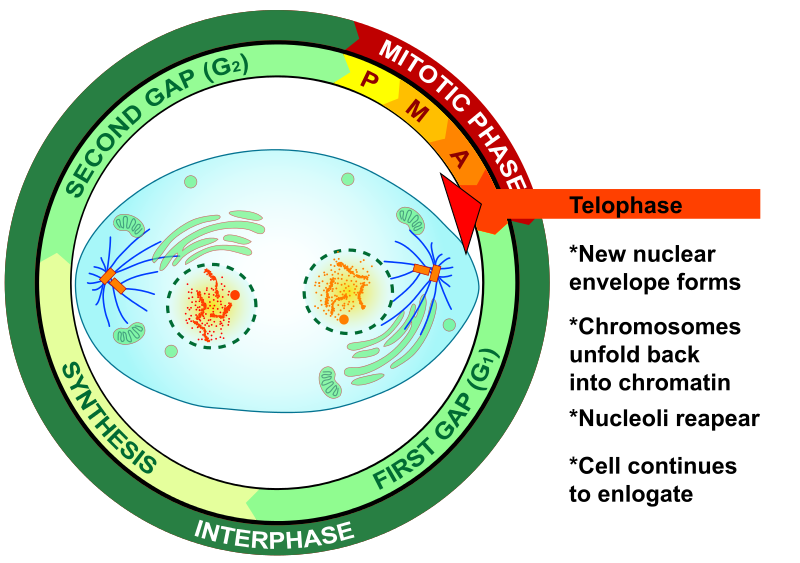 SECOND GAP (G2)
MITOTIC PHASE
P
M
A
Telophase
*New nuclear
envelope forms
*Chromosomes
unfold back
into chromatin
*Nucleoli reapear
*Cell continues
to enlogate
SYNTHESIS
FIRST GAP (G1)
INTERPHASE